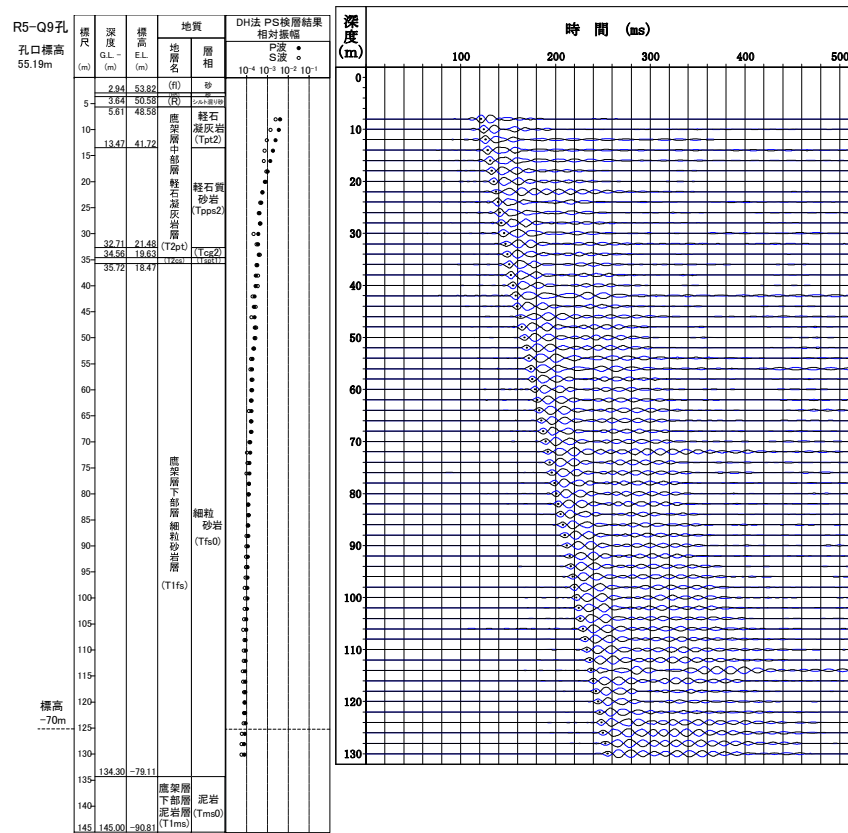 R5-Q9孔
孔口標高
55.19m
標尺
(m)
深度
G.L. -
(m)
標高
E.L.
(m)
地質
地層名
層相
DH法 PS検層結果
相対振幅
P波 ●
S波 ○
10⁻⁴ 10⁻³ 10⁻² 10⁻¹
2.94 53.82 (fl) 砂
3.64 50.58 (R) シルト混り砂
5.61 48.58
13.47 41.72
32.71 21.48
34.56 19.63
35.72 18.47
134.30 -79.11
145.00 -90.81
鷹架層中部層
軽石凝灰岩層
(T2pt)
軽石
凝灰岩
(Tpt2)
軽石質
砂岩
(Tpps2)
(Tcg2)
(T2cs) (Tspt1)
鷹架層下部層
細粒砂岩層
(T1fs)
細粒
砂岩
(Tfs0)
鷹架層
下部層
泥岩層
(T1ms)
泥岩
(Tms0)
5
10
15
20
25
30
35
40
45
50
55
60
65
70
75
80
85
90
95
100
105
110
115
120
125
130
135
140
145
標高
-70m
深度
(m)
時間 (ms)
100 200 300 400 500
0
10
20
30
40
50
60
70
80
90
100
110
120
130